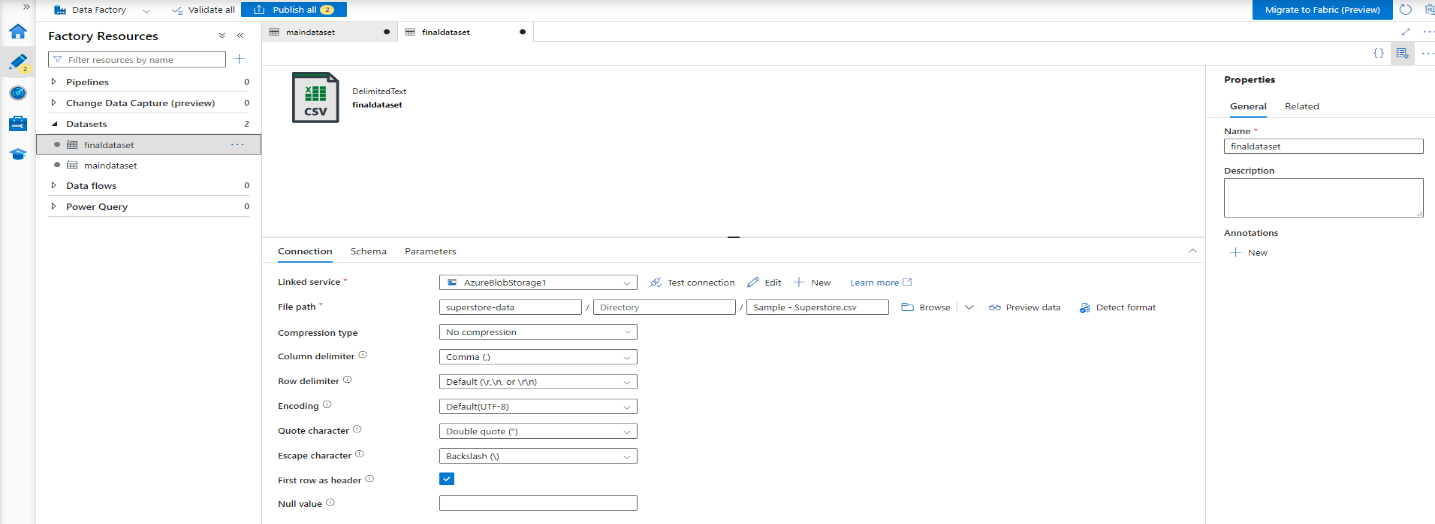 Data Factory
Validate all
Publish all 2
Migrate to Fabric (Preview)
Factory Resources
Filter resources by name
Pipelines 0
Change Data Capture (preview) 0
Datasets 2
finaldataset
maindataset
Data flows 0
Power Query 0
2
maindataset
finaldataset
CSV
DelimitedText
finaldataset
Connection
Schema
Parameters
Linked service *
AzureBlobStorage1
Test connection
Edit
New
Learn more
File path *
superstore-data / Directory / Sample - Superstore.csv
Browse
Preview data
Detect format
Compression type
No compression
Column delimiter
Comma (,)
Row delimiter
Default (\r,\n, or \r\n)
Encoding
Default(UTF-8)
Quote character
Double quote (")
Escape character
Backslash (\)
First row as header
Null value
Properties
General
Related
Name *
finaldataset
Description
Annotations
New